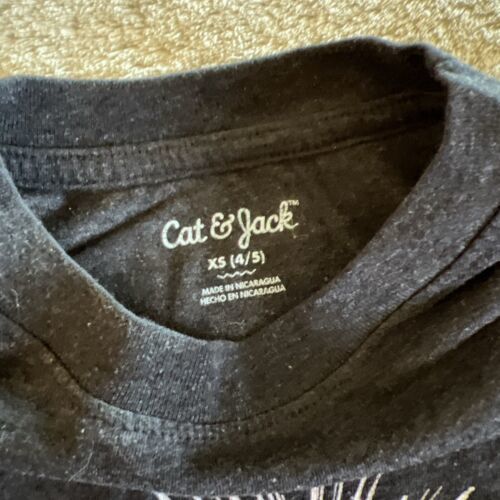 Cat & Jack™
XS (4/5)
MADE IN NICARAGUA
HECHO EN NICARAGUA